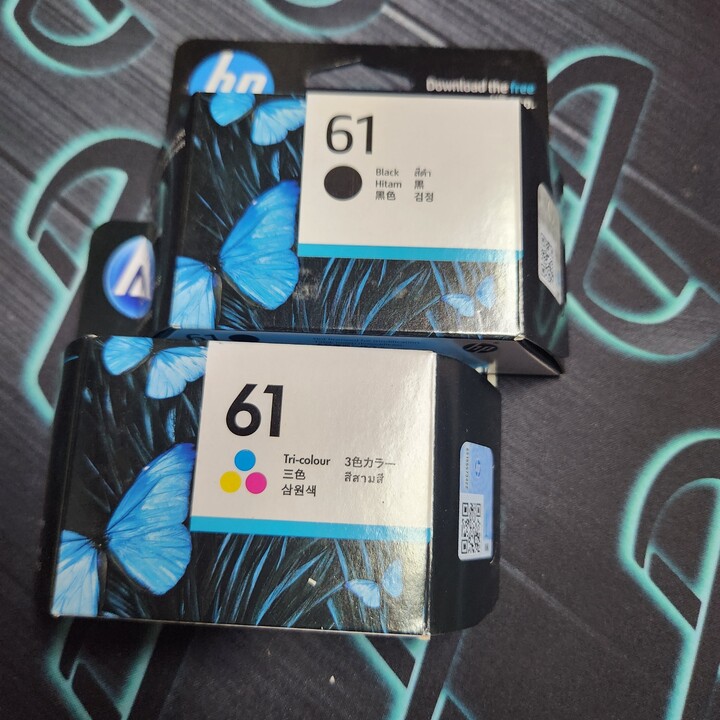 hp
Download the free
61
Black สีดำ
Hitam 黑
黑色 검정
hp
61
Tri-colour 3色カラー
三色 สีสามสี
삼원색